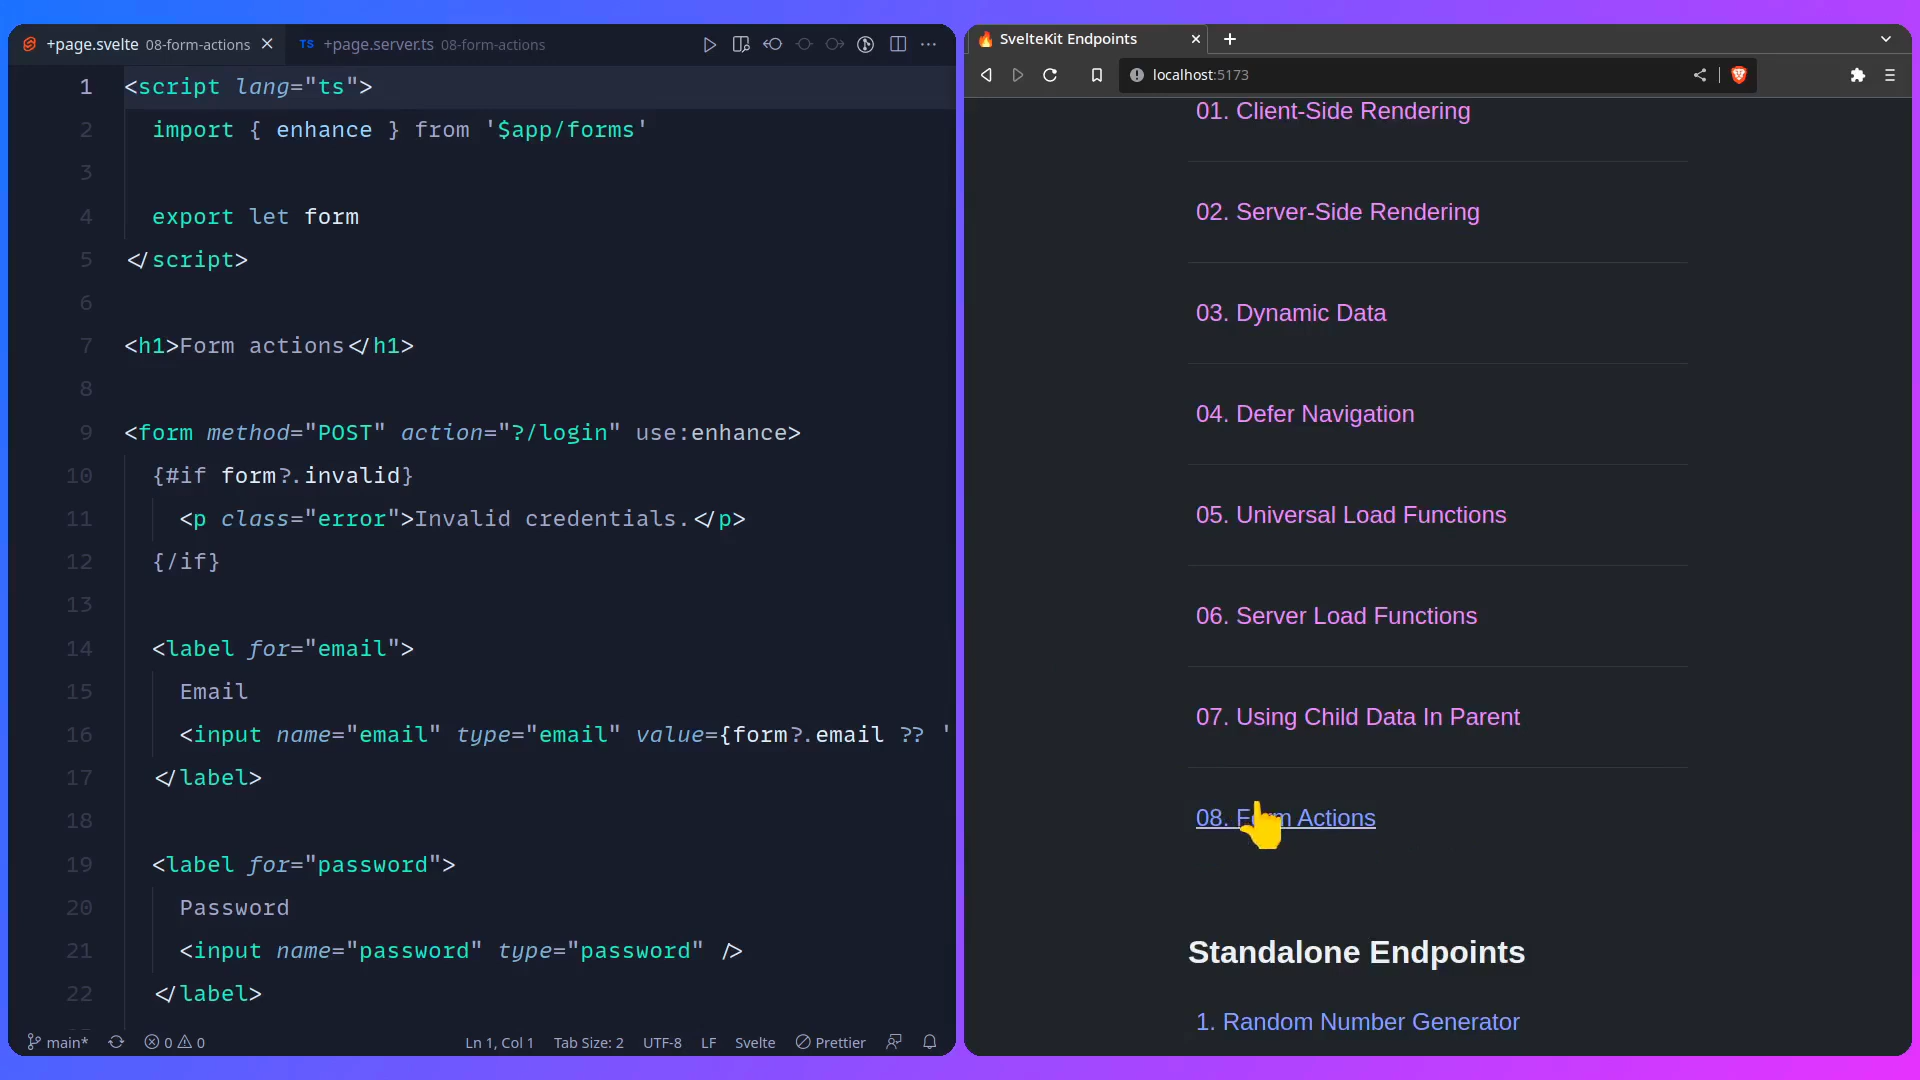 +page.svelte 08-form-actions
TS +page.server.ts 08-form-actions
1 <script lang="ts">
2 import { enhance } from '$app/forms'
3
4 export let form
5 </script>
6
7 <h1>Form actions</h1>
8
9 <form method="POST" action="?/login" use:enhance>
10 {#if form?.invalid}
11 <p class="error">Invalid credentials.</p>
12 {/if}
13
14 <label for="email">
15 Email
16 <input name="email" type="email" value={form?.email ?? '
17 </label>
18
19 <label for="password">
20 Password
21 <input name="password" type="password" />
22 </label>
main* 0 0 Ln 1, Col 1 Tab Size: 2 UTF-8 LF Svelte Prettier
SvelteKit Endpoints
localhost:5173
01. Client-Side Rendering
02. Server-Side Rendering
03. Dynamic Data
04. Defer Navigation
05. Universal Load Functions
06. Server Load Functions
07. Using Child Data In Parent
08. Form Actions
Standalone Endpoints
1. Random Number Generator